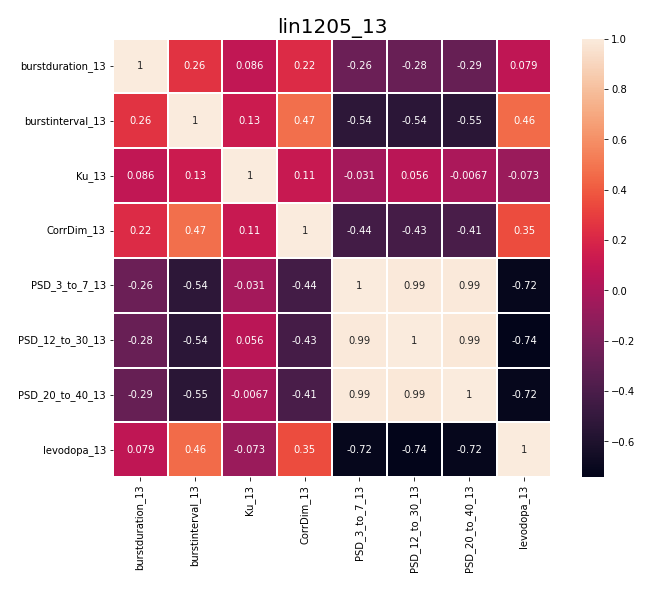 lin1205_13
burstduration_13 1 0.26 0.086 0.22 -0.26 -0.28 -0.29 0.079
burstinterval_13 0.26 1 0.13 0.47 -0.54 -0.54 -0.55 0.46
Ku_13 0.086 0.13 1 0.11 -0.031 0.056 -0.0067 -0.073
CorrDim_13 0.22 0.47 0.11 1 -0.44 -0.43 -0.41 0.35
PSD_3_to_7_13 -0.26 -0.54 -0.031 -0.44 1 0.99 0.99 -0.72
PSD_12_to_30_13 -0.28 -0.54 0.056 -0.43 0.99 1 0.99 -0.74
PSD_20_to_40_13 -0.29 -0.55 -0.0067 -0.41 0.99 0.99 1 -0.72
levodopa_13 0.079 0.46 -0.073 0.35 -0.72 -0.74 -0.72 1
burstduration_13
burstinterval_13
Ku_13
CorrDim_13
PSD_3_to_7_13
PSD_12_to_30_13
PSD_20_to_40_13
levodopa_13
1.0
0.8
0.6
0.4
0.2
0.0
−0.2
−0.4
−0.6